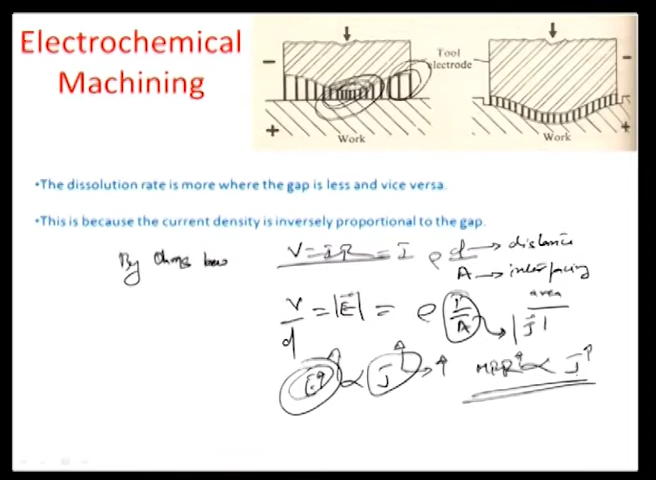 Electrochemical
Machining
Tool
electrode
Work
Work
•The dissolution rate is more where the gap is less and vice versa.
•This is because the current density is inversely proportional to the gap.
By Ohms law
V = IR = I ρ d/A
d → distance
A → interfacing area
V/d = |E| = ρ (I/A) → |J|
E↑ ∝ J → ↑
MRR↑ ∝ J↑